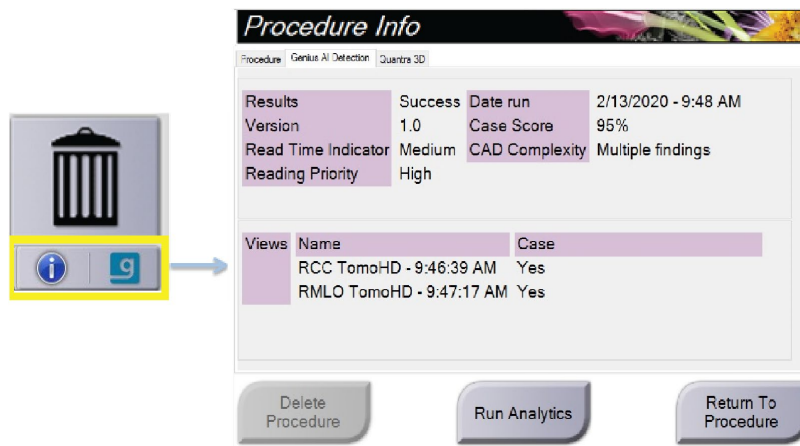 Procedure Info
Procedure Genius AI Detection Quantra 3D
Results Success Date run 2/13/2020 - 9:48 AM
Version 1.0 Case Score 95%
Read Time Indicator Medium CAD Complexity Multiple findings
Reading Priority High
Views Name Case
RCC TomoHD - 9:46:39 AM Yes
RMLO TomoHD - 9:47:17 AM Yes
i g
Delete
Procedure
Run Analytics
Return To
Procedure